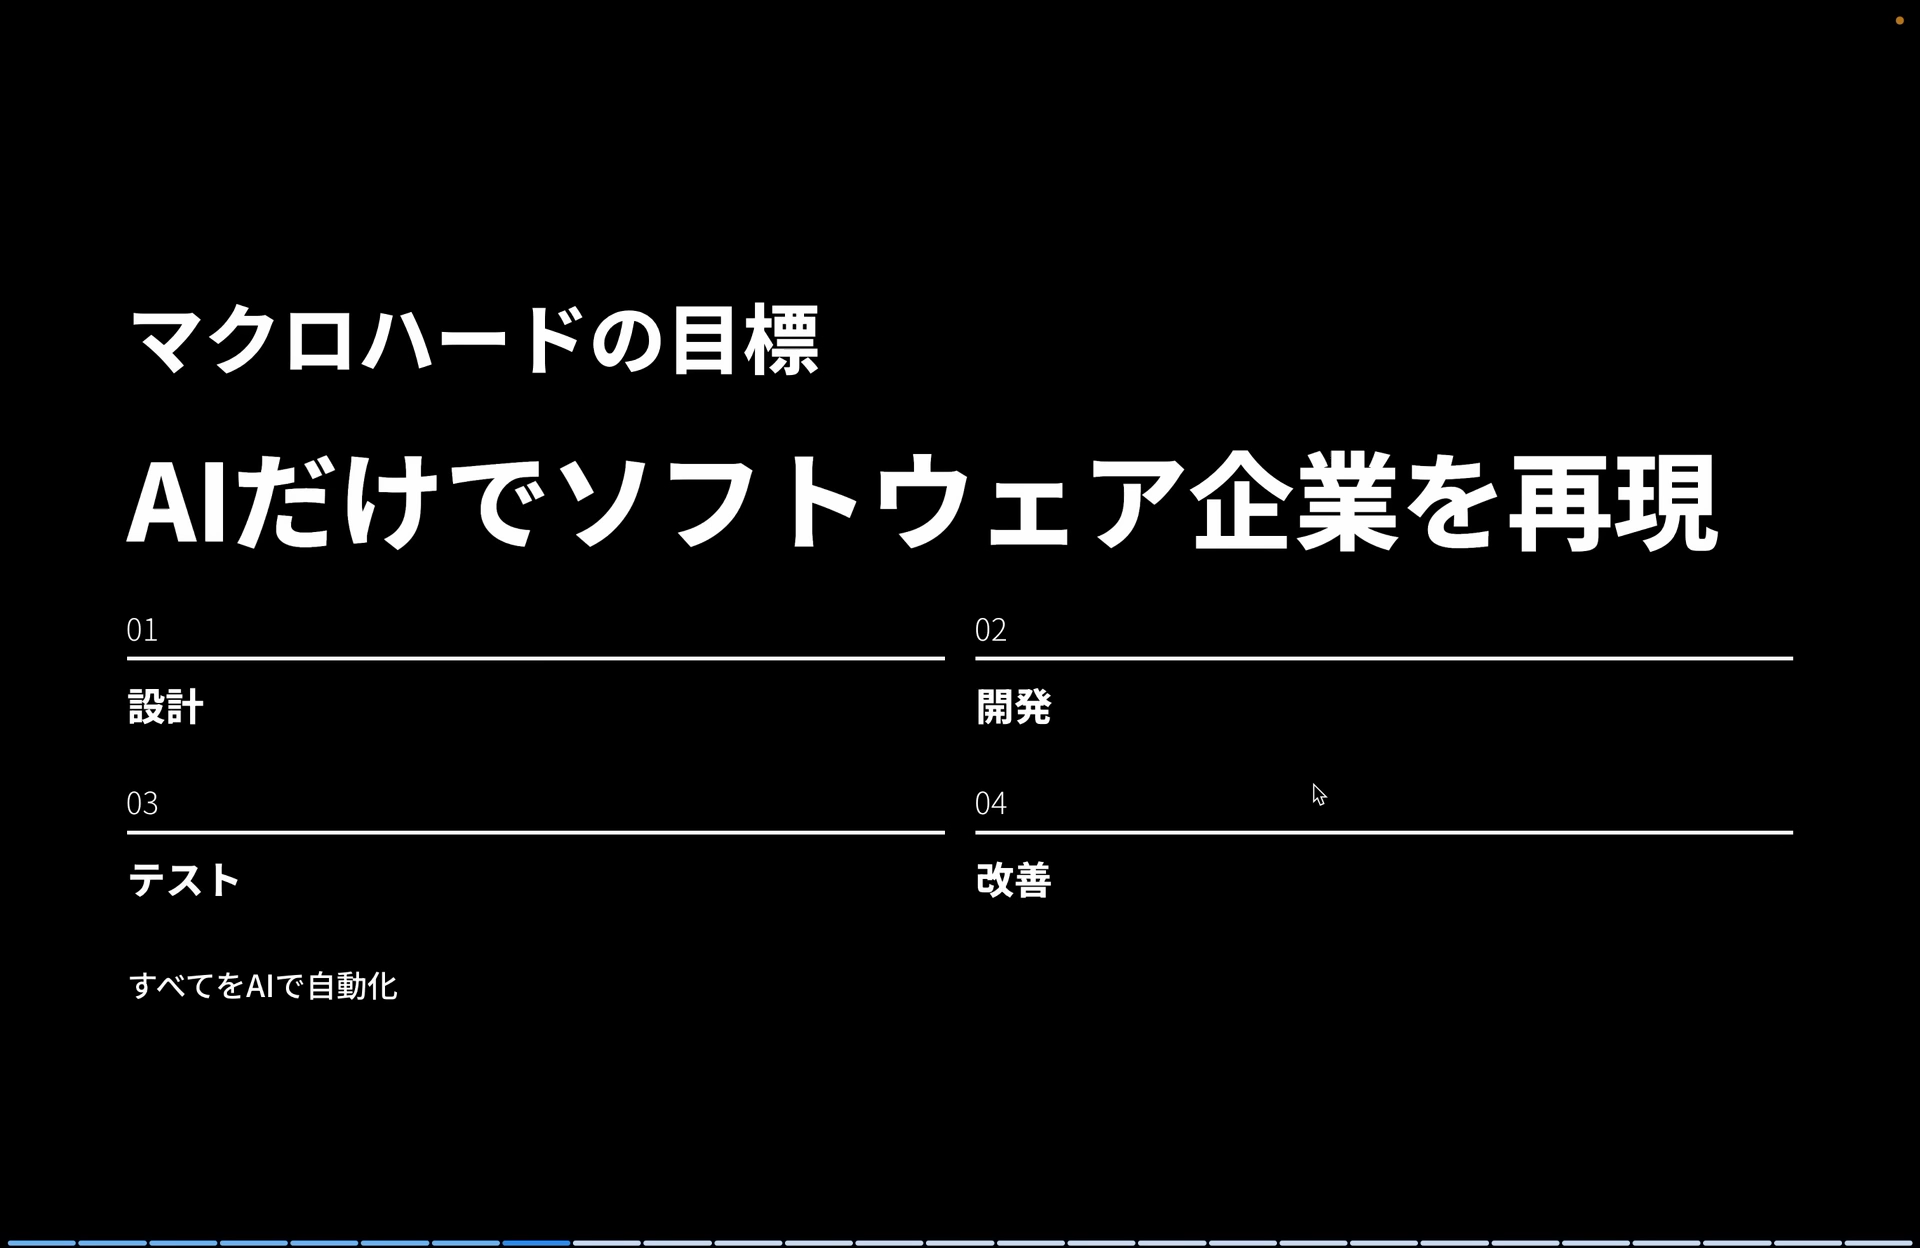 マクロハードの目標
AIだけでソフトウェア企業を再現
01
設計
02
開発
03
テスト
04
改善
すべてをAIで自動化